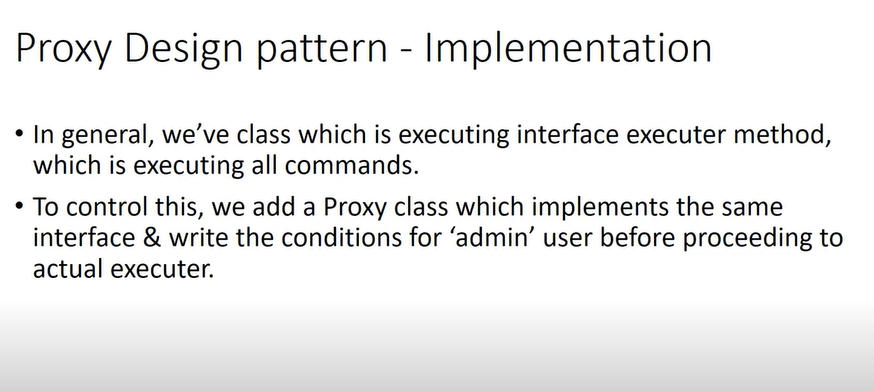 Proxy Design pattern - Implementation
• In general, we’ve class which is executing interface executer method,
which is executing all commands.
• To control this, we add a Proxy class which implements the same
interface & write the conditions for ‘admin’ user before proceeding to
actual executer.